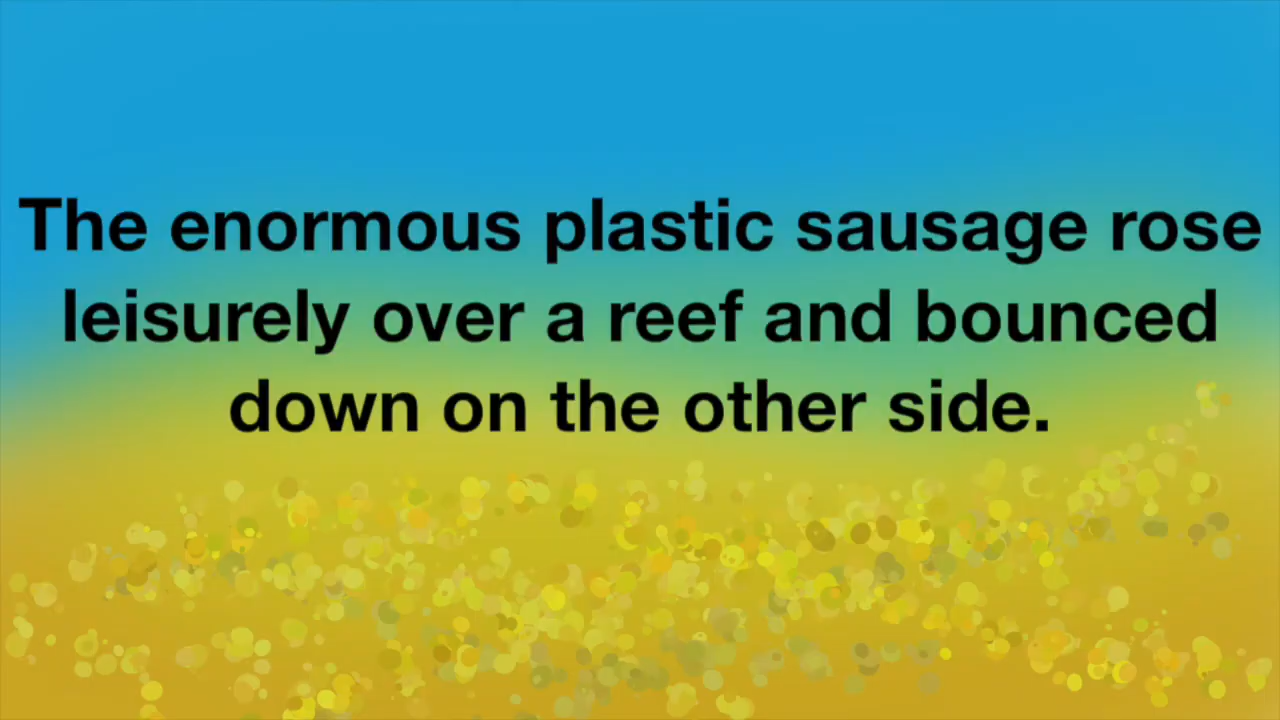 The enormous plastic sausage rose
leisurely over a reef and bounced
down on the other side.